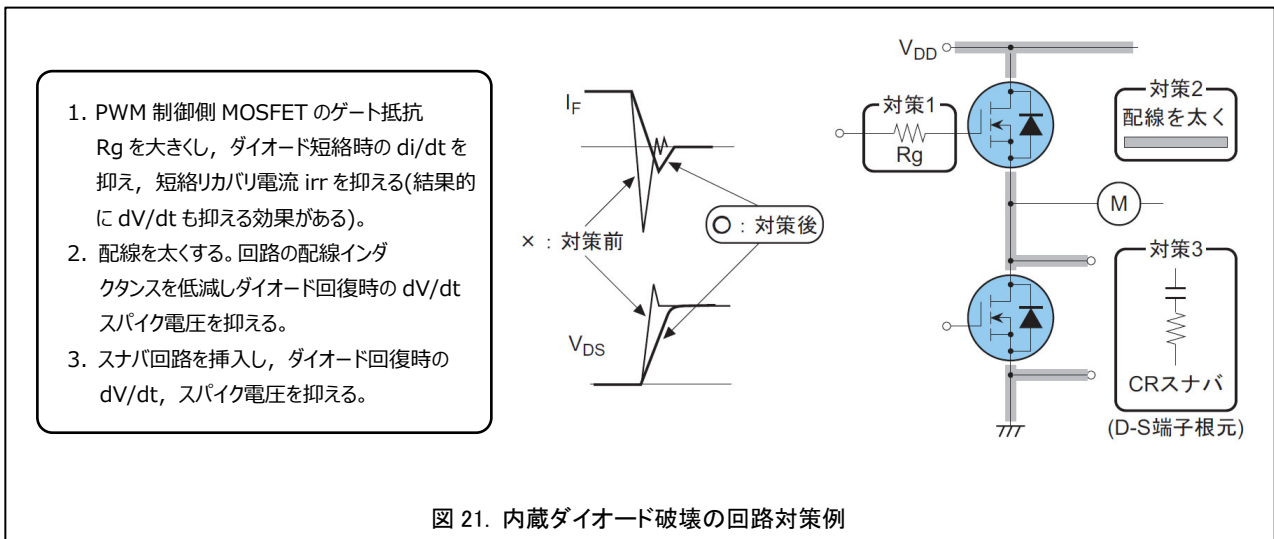 1. PWM 制御側 MOSFET のゲート抵抗
Rg を大きくし，ダイオード短絡時の di/dt を
抑え，短絡リカバリ電流 irr を抑える(結果的
に dV/dt も抑える効果がある)。
2. 配線を太くする。回路の配線インダ
クタンスを低減しダイオード回復時の dV/dt
スパイク電圧を抑える。
3. スナバ回路を挿入し，ダイオード回復時の
dV/dt，スパイク電圧を抑える。
IF
×：対策前
○：対策後
VDS
VDD
対策1
Rg
対策2
配線を太く
M
対策3
CRスナバ
(D-S端子根元)
図 21. 内蔵ダイオード破壊の回路対策例